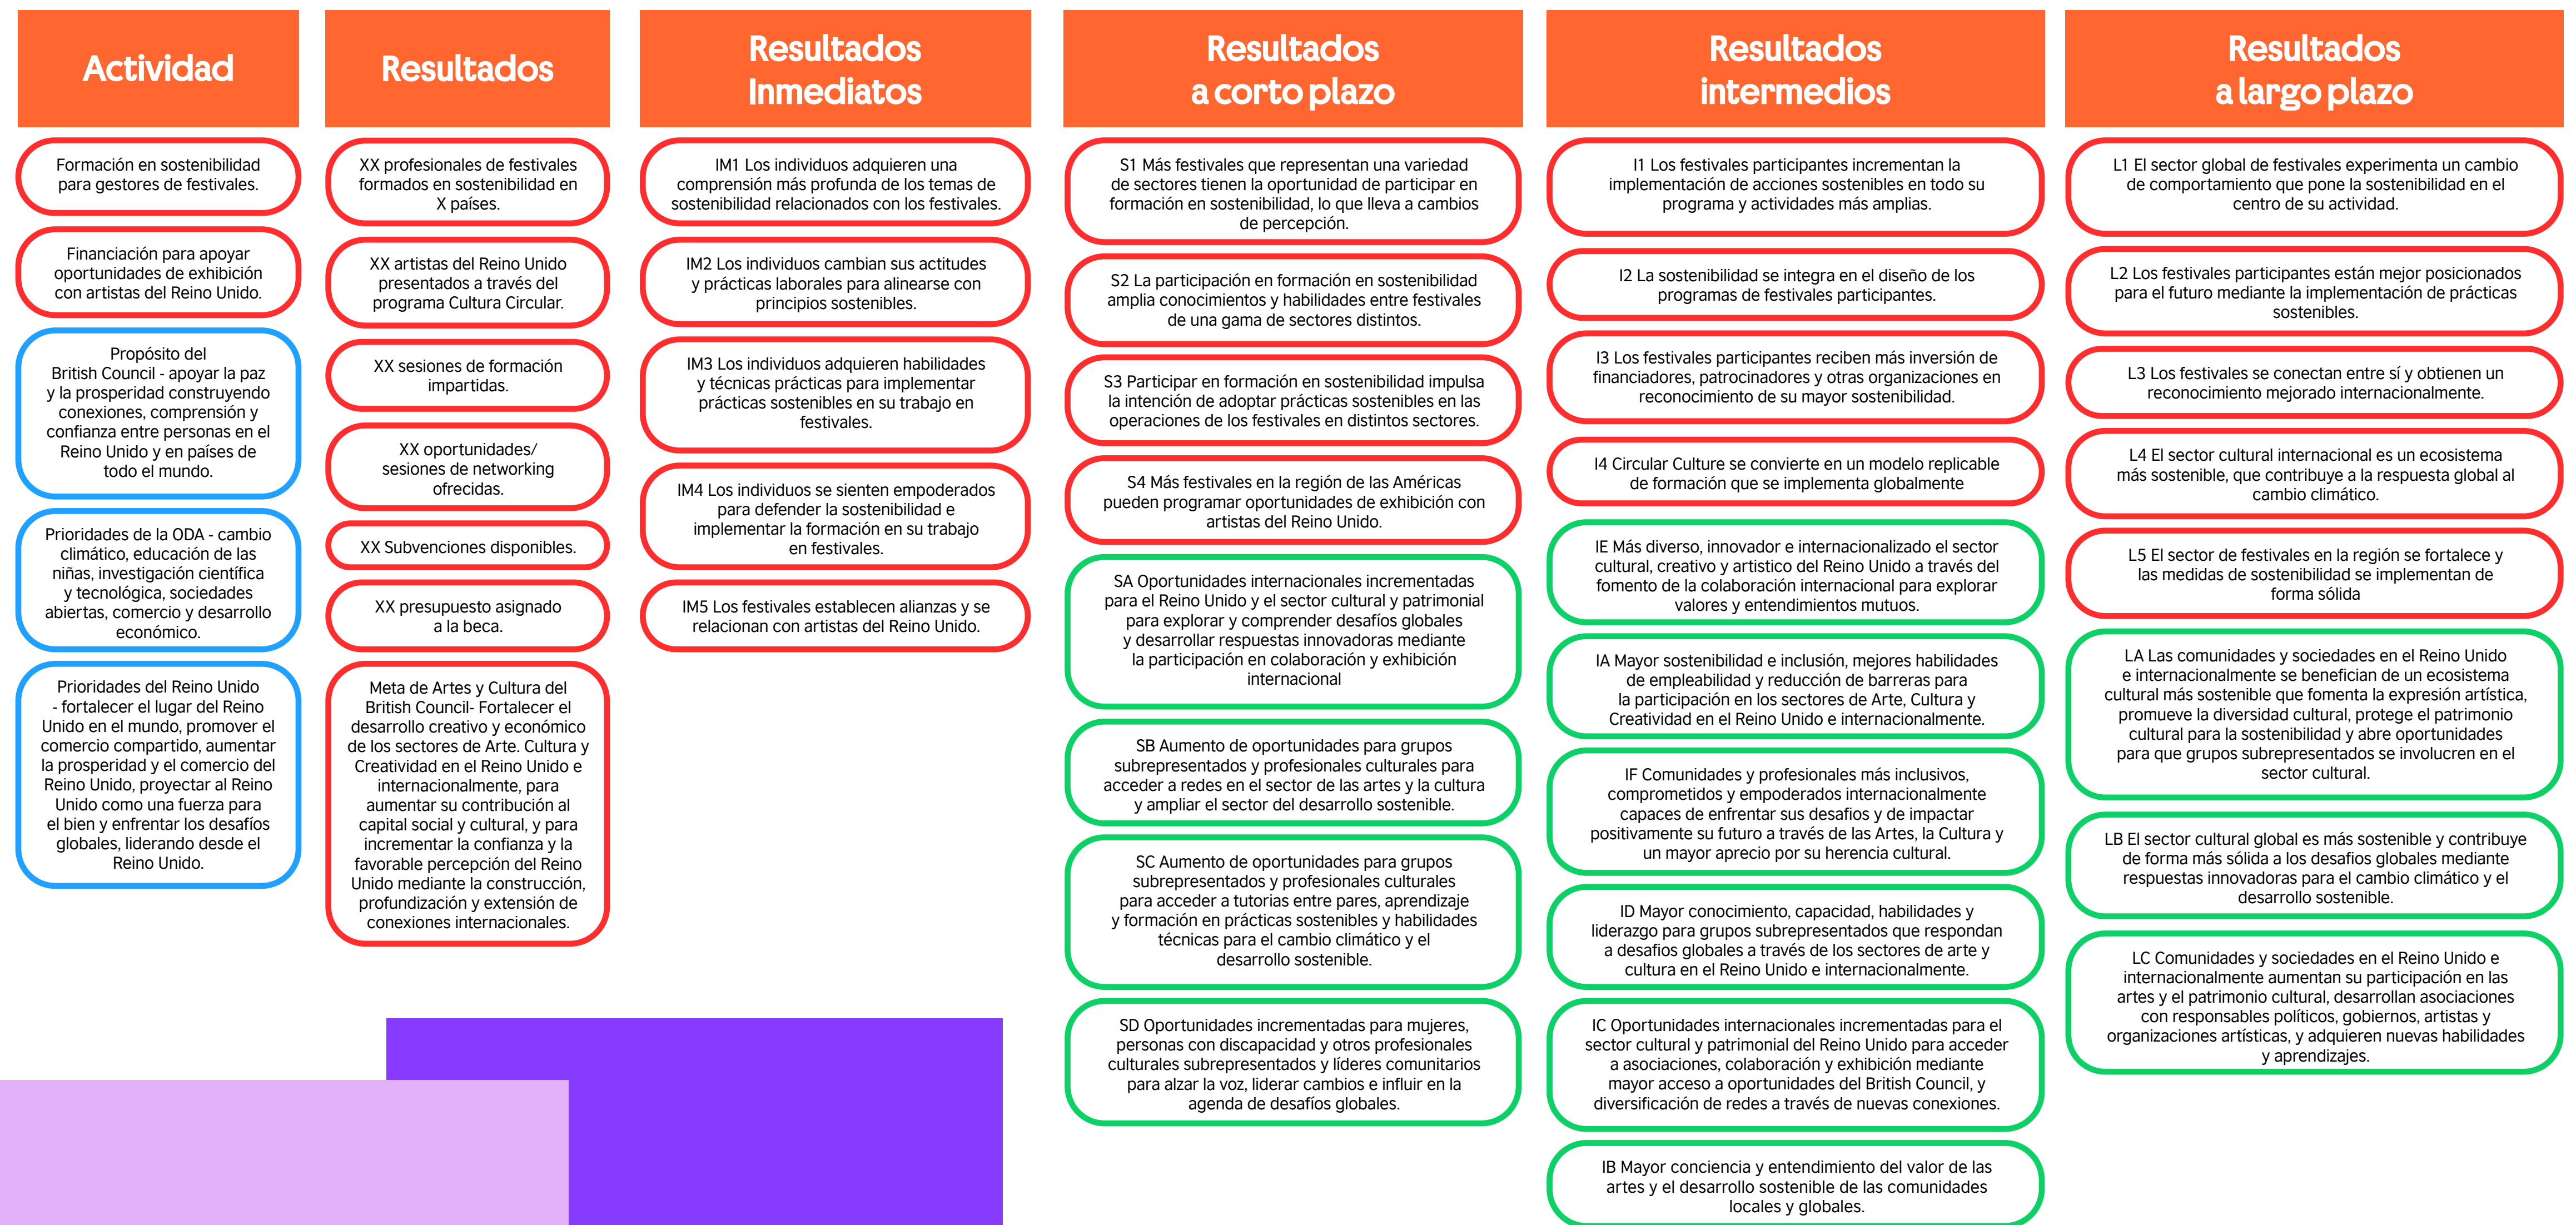 Actividad
Formación en sostenibilidad
para gestores de festivales.
Financiación para apoyar
oportunidades de exhibición
con artistas del Reino Unido.
Propósito del
British Council - apoyar la paz
y la prosperidad construyendo
conexiones, comprensión y
confianza entre personas en el
Reino Unido y en países de
todo el mundo.
Prioridades de la ODA - cambio
climático, educación de las
niñas, investigación científica
y tecnológica, sociedades
abiertas, comercio y desarrollo
económico.
Prioridades del Reino Unido
- fortalecer el lugar del Reino
Unido en el mundo, promover el
comercio compartido, aumentar
la prosperidad y el comercio del
Reino Unido, proyectar al Reino
Unido como una fuerza para
el bien y enfrentar los desafíos
globales, liderando desde el
Reino Unido.
Resultados
XX profesionales de festivales
formados en sostenibilidad en
X países.
XX artistas del Reino Unido
presentados a través del
programa Cultura Circular.
XX sesiones de formación
impartidas.
XX oportunidades/
sesiones de networking
ofrecidas.
XX Subvenciones disponibles.
XX presupuesto asignado
a la beca.
Meta de Artes y Cultura del
British Council- Fortalecer el
desarrollo creativo y económico
de los sectores de Arte. Cultura y
Creatividad en el Reino Unido e
internacionalmente, para
aumentar su contribución al
capital social y cultural, y para
incrementar la confianza y la
favorable percepción del Reino
Unido mediante la construcción,
profundización y extensión de
conexiones internacionales.
Resultados
Inmediatos
IM1 Los individuos adquieren una
comprensión más profunda de los temas de
sostenibilidad relacionados con los festivales.
IM2 Los individuos cambian sus actitudes
y prácticas laborales para alinearse con
principios sostenibles.
IM3 Los individuos adquieren habilidades
y técnicas prácticas para implementar
prácticas sostenibles en su trabajo en
festivales.
IM4 Los individuos se sienten empoderados
para defender la sostenibilidad e
implementar la formación en su trabajo
en festivales.
IM5 Los festivales establecen alianzas y se
relacionan con artistas del Reino Unido.
Resultados
a corto plazo
S1 Más festivales que representan una variedad
de sectores tienen la oportunidad de participar en
formación en sostenibilidad, lo que lleva a cambios
de percepción.
S2 La participación en formación en sostenibilidad
amplia conocimientos y habilidades entre festivales
de una gama de sectores distintos.
S3 Participar en formación en sostenibilidad impulsa
la intención de adoptar prácticas sostenibles en las
operaciones de los festivales en distintos sectores.
S4 Más festivales en la región de las Américas
pueden programar oportunidades de exhibición con
artistas del Reino Unido.
SA Oportunidades internacionales incrementadas
para el Reino Unido y el sector cultural y patrimonial
para explorar y comprender desafíos globales
y desarrollar respuestas innovadoras mediante
la participación en colaboración y exhibición
internacional
SB Aumento de oportunidades para grupos
subrepresentados y profesionales culturales para
acceder a redes en el sector de las artes y la cultura
y ampliar el sector del desarrollo sostenible.
SC Aumento de oportunidades para grupos
subrepresentados y profesionales culturales
para acceder a tutorias entre pares, aprendizaje
y formación en prácticas sostenibles y habilidades
técnicas para el cambio climático y el
desarrollo sostenible.
SD Oportunidades incrementadas para mujeres,
personas con discapacidad y otros profesionales
culturales subrepresentados y líderes comunitarios
para alzar la voz, liderar cambios e influir en la
agenda de desafíos globales.
Resultados
intermedios
I1 Los festivales participantes incrementan la
implementación de acciones sostenibles en todo su
programa y actividades más amplias.
I2 La sostenibilidad se integra en el diseño de los
programas de festivales participantes.
I3 Los festivales participantes reciben más inversión de
financiadores, patrocinadores y otras organizaciones en
reconocimiento de su mayor sostenibilidad.
I4 Circular Culture se convierte en un modelo replicable
de formación que se implementa globalmente
IE Más diverso, innovador e internacionalizado el sector
cultural, creativo y artistico del Reino Unido a través del
fomento de la colaboración internacional para explorar
valores y entendimientos mutuos.
IA Mayor sostenibilidad e inclusión, mejores habilidades
de empleabilidad y reducción de barreras para
la participación en los sectores de Arte, Cultura y
Creatividad en el Reino Unido e internacionalmente.
IF Comunidades y profesionales más inclusivos,
comprometidos y empoderados internacionalmente
capaces de enfrentar sus desafios y de impactar
positivamente su futuro a través de las Artes, la Cultura y
un mayor aprecio por su herencia cultural.
ID Mayor conocimiento, capacidad, habilidades y
liderazgo para grupos subrepresentados que respondan
a desafios globales a través de los sectores de arte y
cultura en el Reino Unido e internacionalmente.
IC Oportunidades internacionales incrementadas para el
sector cultural y patrimonial del Reino Unido para acceder
a asociaciones, colaboración y exhibición mediante
mayor acceso a oportunidades del British Council, y
diversificación de redes a través de nuevas conexiones.
IB Mayor conciencia y entendimiento del valor de las
artes y el desarrollo sostenible de las comunidades
locales y globales.
Resultados
a largo plazo
L1 El sector global de festivales experimenta un cambio
de comportamiento que pone la sostenibilidad en el
centro de su actividad.
L2 Los festivales participantes están mejor posicionados
para el futuro mediante la implementación de prácticas
sostenibles.
L3 Los festivales se conectan entre sí y obtienen un
reconocimiento mejorado internacionalmente.
L4 El sector cultural internacional es un ecosistema
más sostenible, que contribuye a la respuesta global al
cambio climático.
L5 El sector de festivales en la región se fortalece y
las medidas de sostenibilidad se implementan de
forma sólida
LA Las comunidades y sociedades en el Reino Unido
e internacionalmente se benefician de un ecosistema
cultural más sostenible que fomenta la expresión artística,
promueve la diversidad cultural, protege el patrimonio
cultural para la sostenibilidad y abre oportunidades
para que grupos subrepresentados se involucren en el
sector cultural.
LB El sector cultural global es más sostenible y contribuye
de forma más sólida a los desafios globales mediante
respuestas innovadoras para el cambio climático y el
desarrollo sostenible.
LC Comunidades y sociedades en el Reino Unido e
internacionalmente aumentan su participación en las
artes y el patrimonio cultural, desarrollan asociaciones
con responsables políticos, gobiernos, artistas y
organizaciones artísticas, y adquieren nuevas habilidades
y aprendizajes.